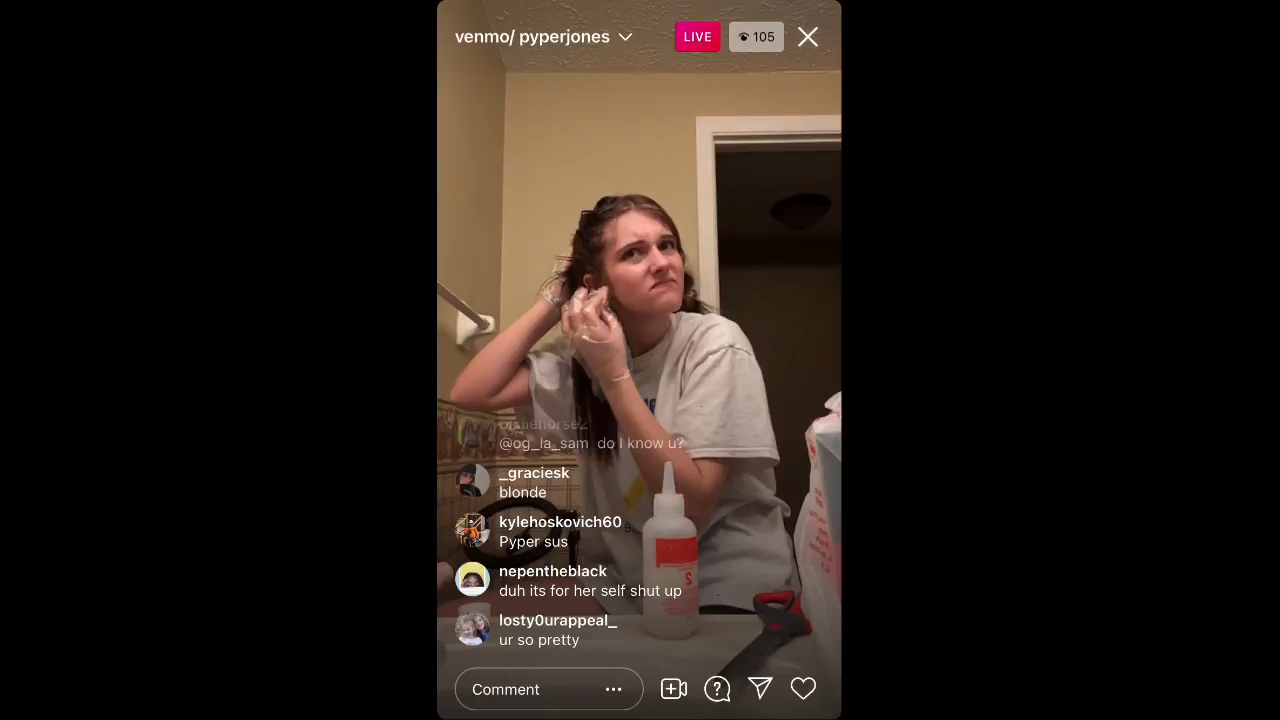 venmo/ pyperjones
LIVE
105
@og_la_sam do I know u?
_graciesk
blonde
kylehoskovich60
Pyper sus
nepentheblack
duh its for her self shut up
losty0urappeal_
ur so pretty
Comment